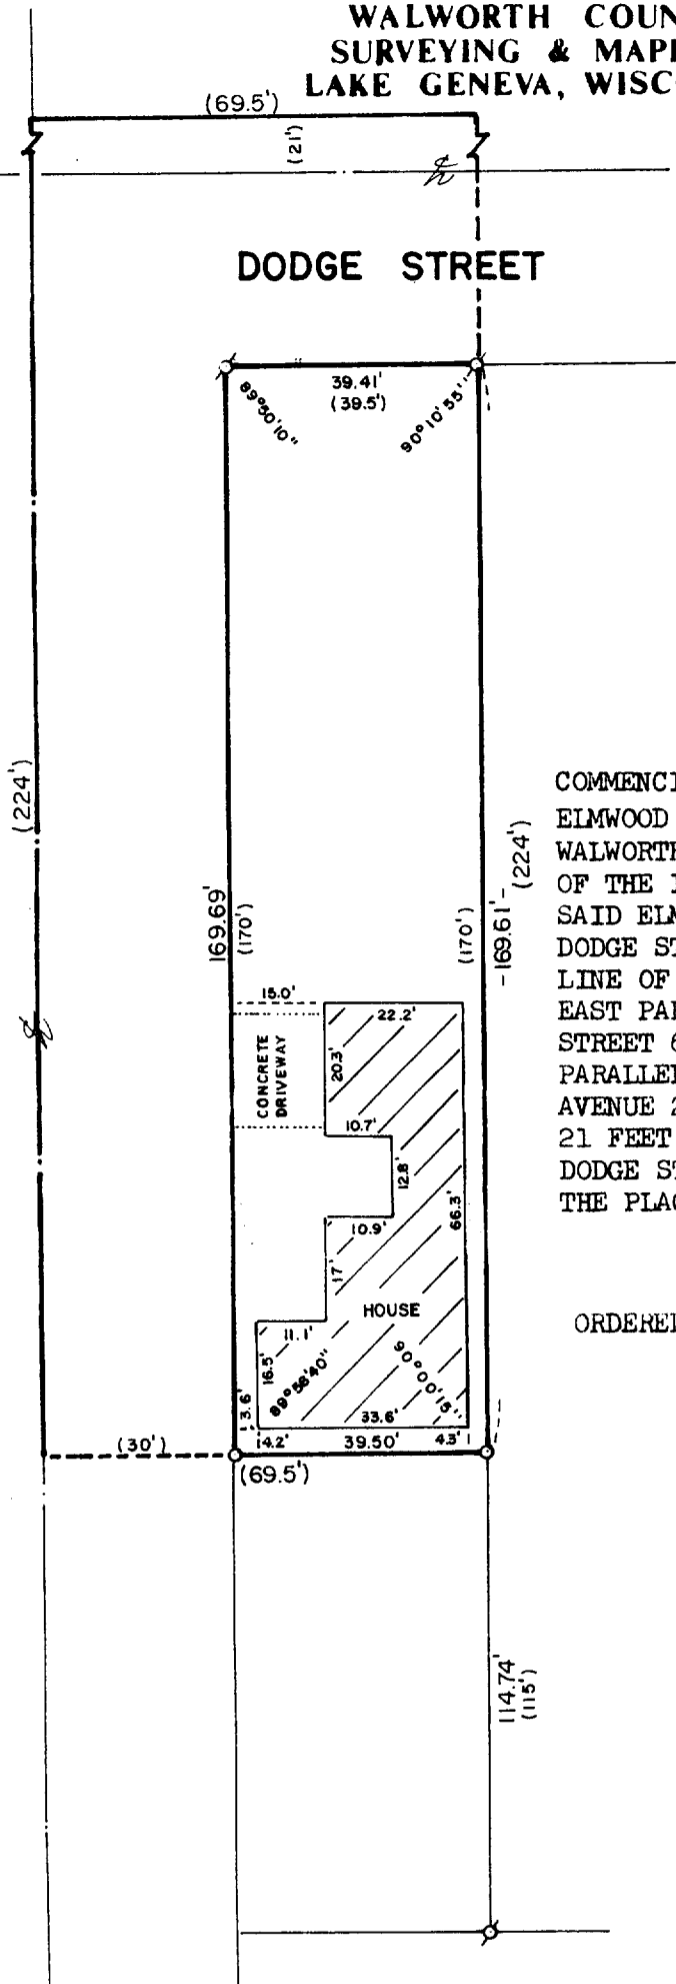 WALWORTH COUN
SURVEYING & MAPP
LAKE GENEVA, WISC
(69.5')
(21')
DODGE STREET
39.41'
(39.5')
89°50'10"
90°10'55"
(224')
169.69'
(170')
(170')
-169.61'-
(224')
COMMENCI
ELMWOOD
WALWORTH
OF THE
SAID ELM
DODGE ST
LINE OF
EAST PAR
STREET 6
PARALLEL
AVENUE 2
21 FEET
DODGE ST
THE PLAC
15.0'
22.2'
CONCRETE
DRIVEWAY
20.3'
10.7'
12.8'
66.3'
10.9'
17'
HOUSE
ORDERED
11.1'
16.5'
89°58'40"
90°00'15"
3.6'
33.6'
4.2'
39.50'
4.3'
(30')
(69.5')
114.74'
(115')